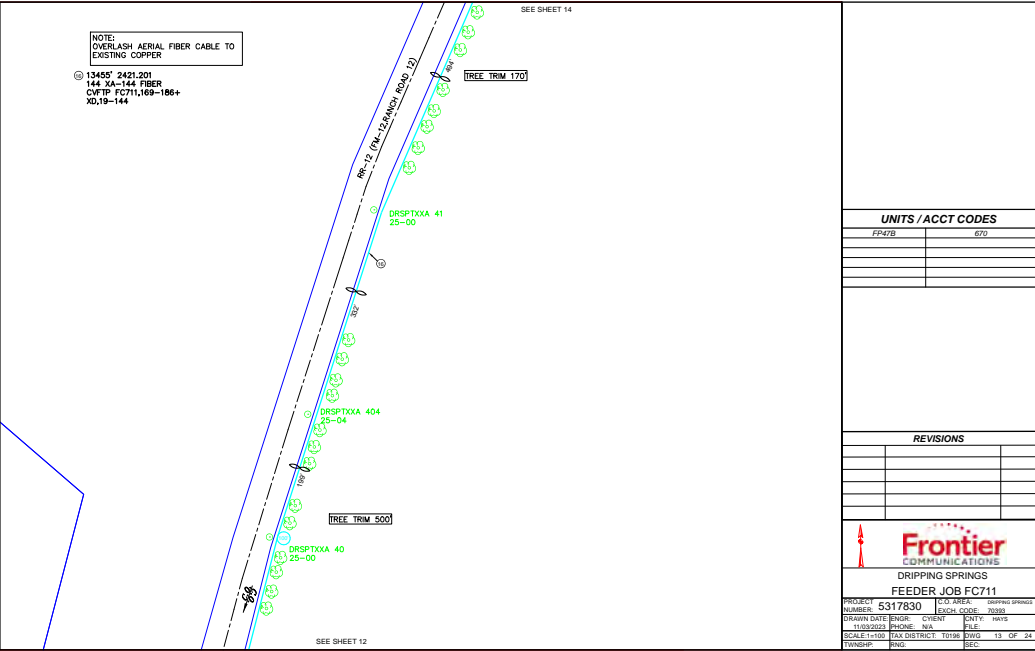 SEE SHEET 14
NOTE:
OVERLASH AERIAL FIBER CABLE TO
EXISTING COPPER
16 13455' 2421.201
144 XA-144 FIBER
CVFTP FC711,169-186+
XD,19-144
RR-12 (FM-12,RANCH ROAD 12)
494'
TREE TRIM 170'
DRSPTXXA 41
25-00
16
332'
DRSPTXXA 404
25-04
199'
TREE TRIM 500'
DRSPTXXA 40
25-00
SEE SHEET 12
UNITS / ACCT CODES
FP47B 670
REVISIONS
Frontier
COMMUNICATIONS
DRIPPING SPRINGS
FEEDER JOB FC711
PROJECT NUMBER: 5317830
C.O. AREA: DRIPPING SPRINGS
EXCH. CODE: 70393
DRAWN DATE: 11/03/2023
ENGR: CYIENT
PHONE: N/A
CNTY: HAYS
FILE:
SCALE:1=100 TAX DISTRICT: T0196 DWG 13 OF 24
TWNSHP: RNG: SEC: